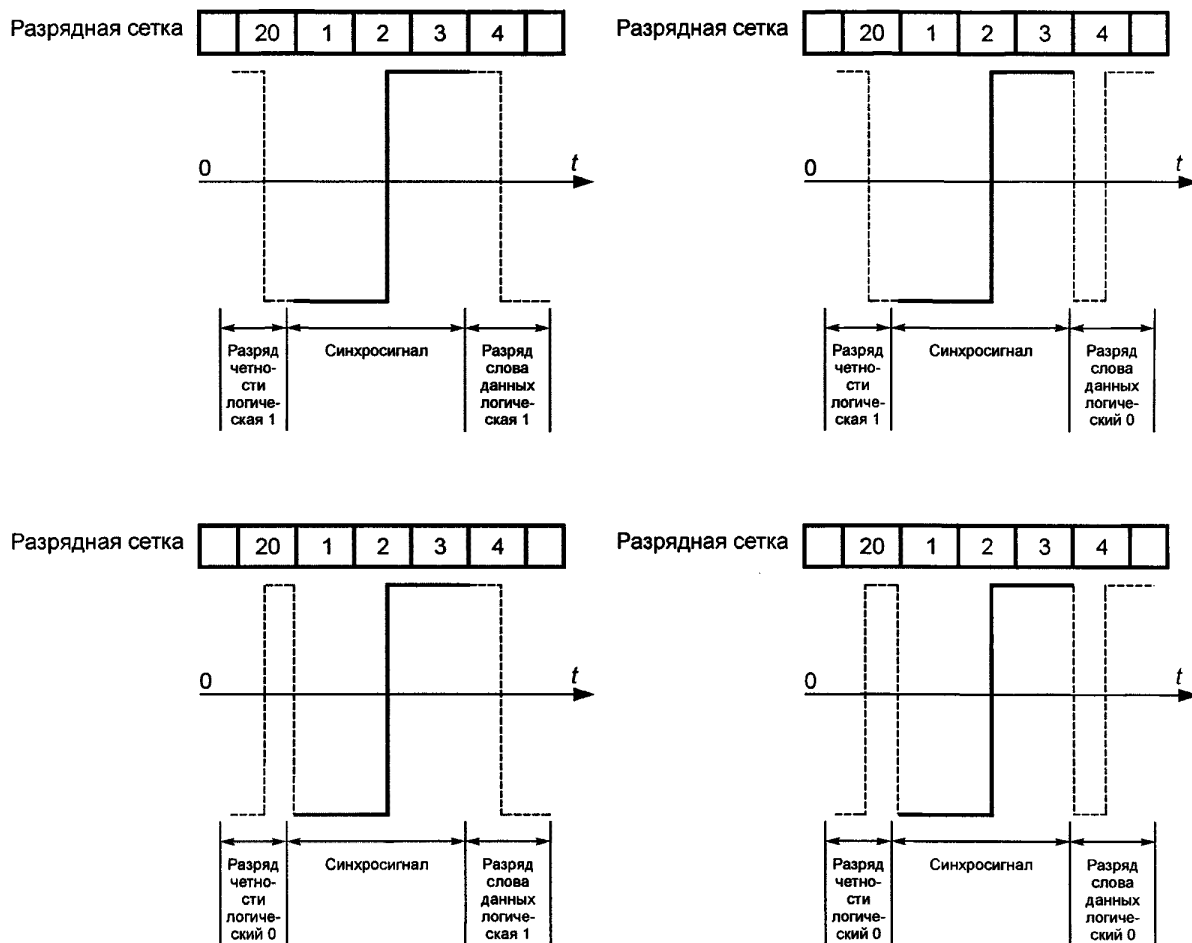 Разрядная сетка 20 1 2 3 4
0 t
Разряд
четно-
сти
логиче-
ская 1
Синхросигнал
Разряд
слова
данных
логиче-
ская 1
Разрядная сетка 20 1 2 3 4
0 t
Разряд
четно-
сти
логиче-
ская 1
Синхросигнал
Разряд
слова
данных
логиче-
ский 0
Разрядная сетка 20 1 2 3 4
0 t
Разряд
четно-
сти
логиче-
ский 0
Синхросигнал
Разряд
слова
данных
логиче-
ская 1
Разрядная сетка 20 1 2 3 4
0 t
Разряд
четно-
сти
логиче-
ский 0
Синхросигнал
Разряд
слова
данных
логиче-
ский 0